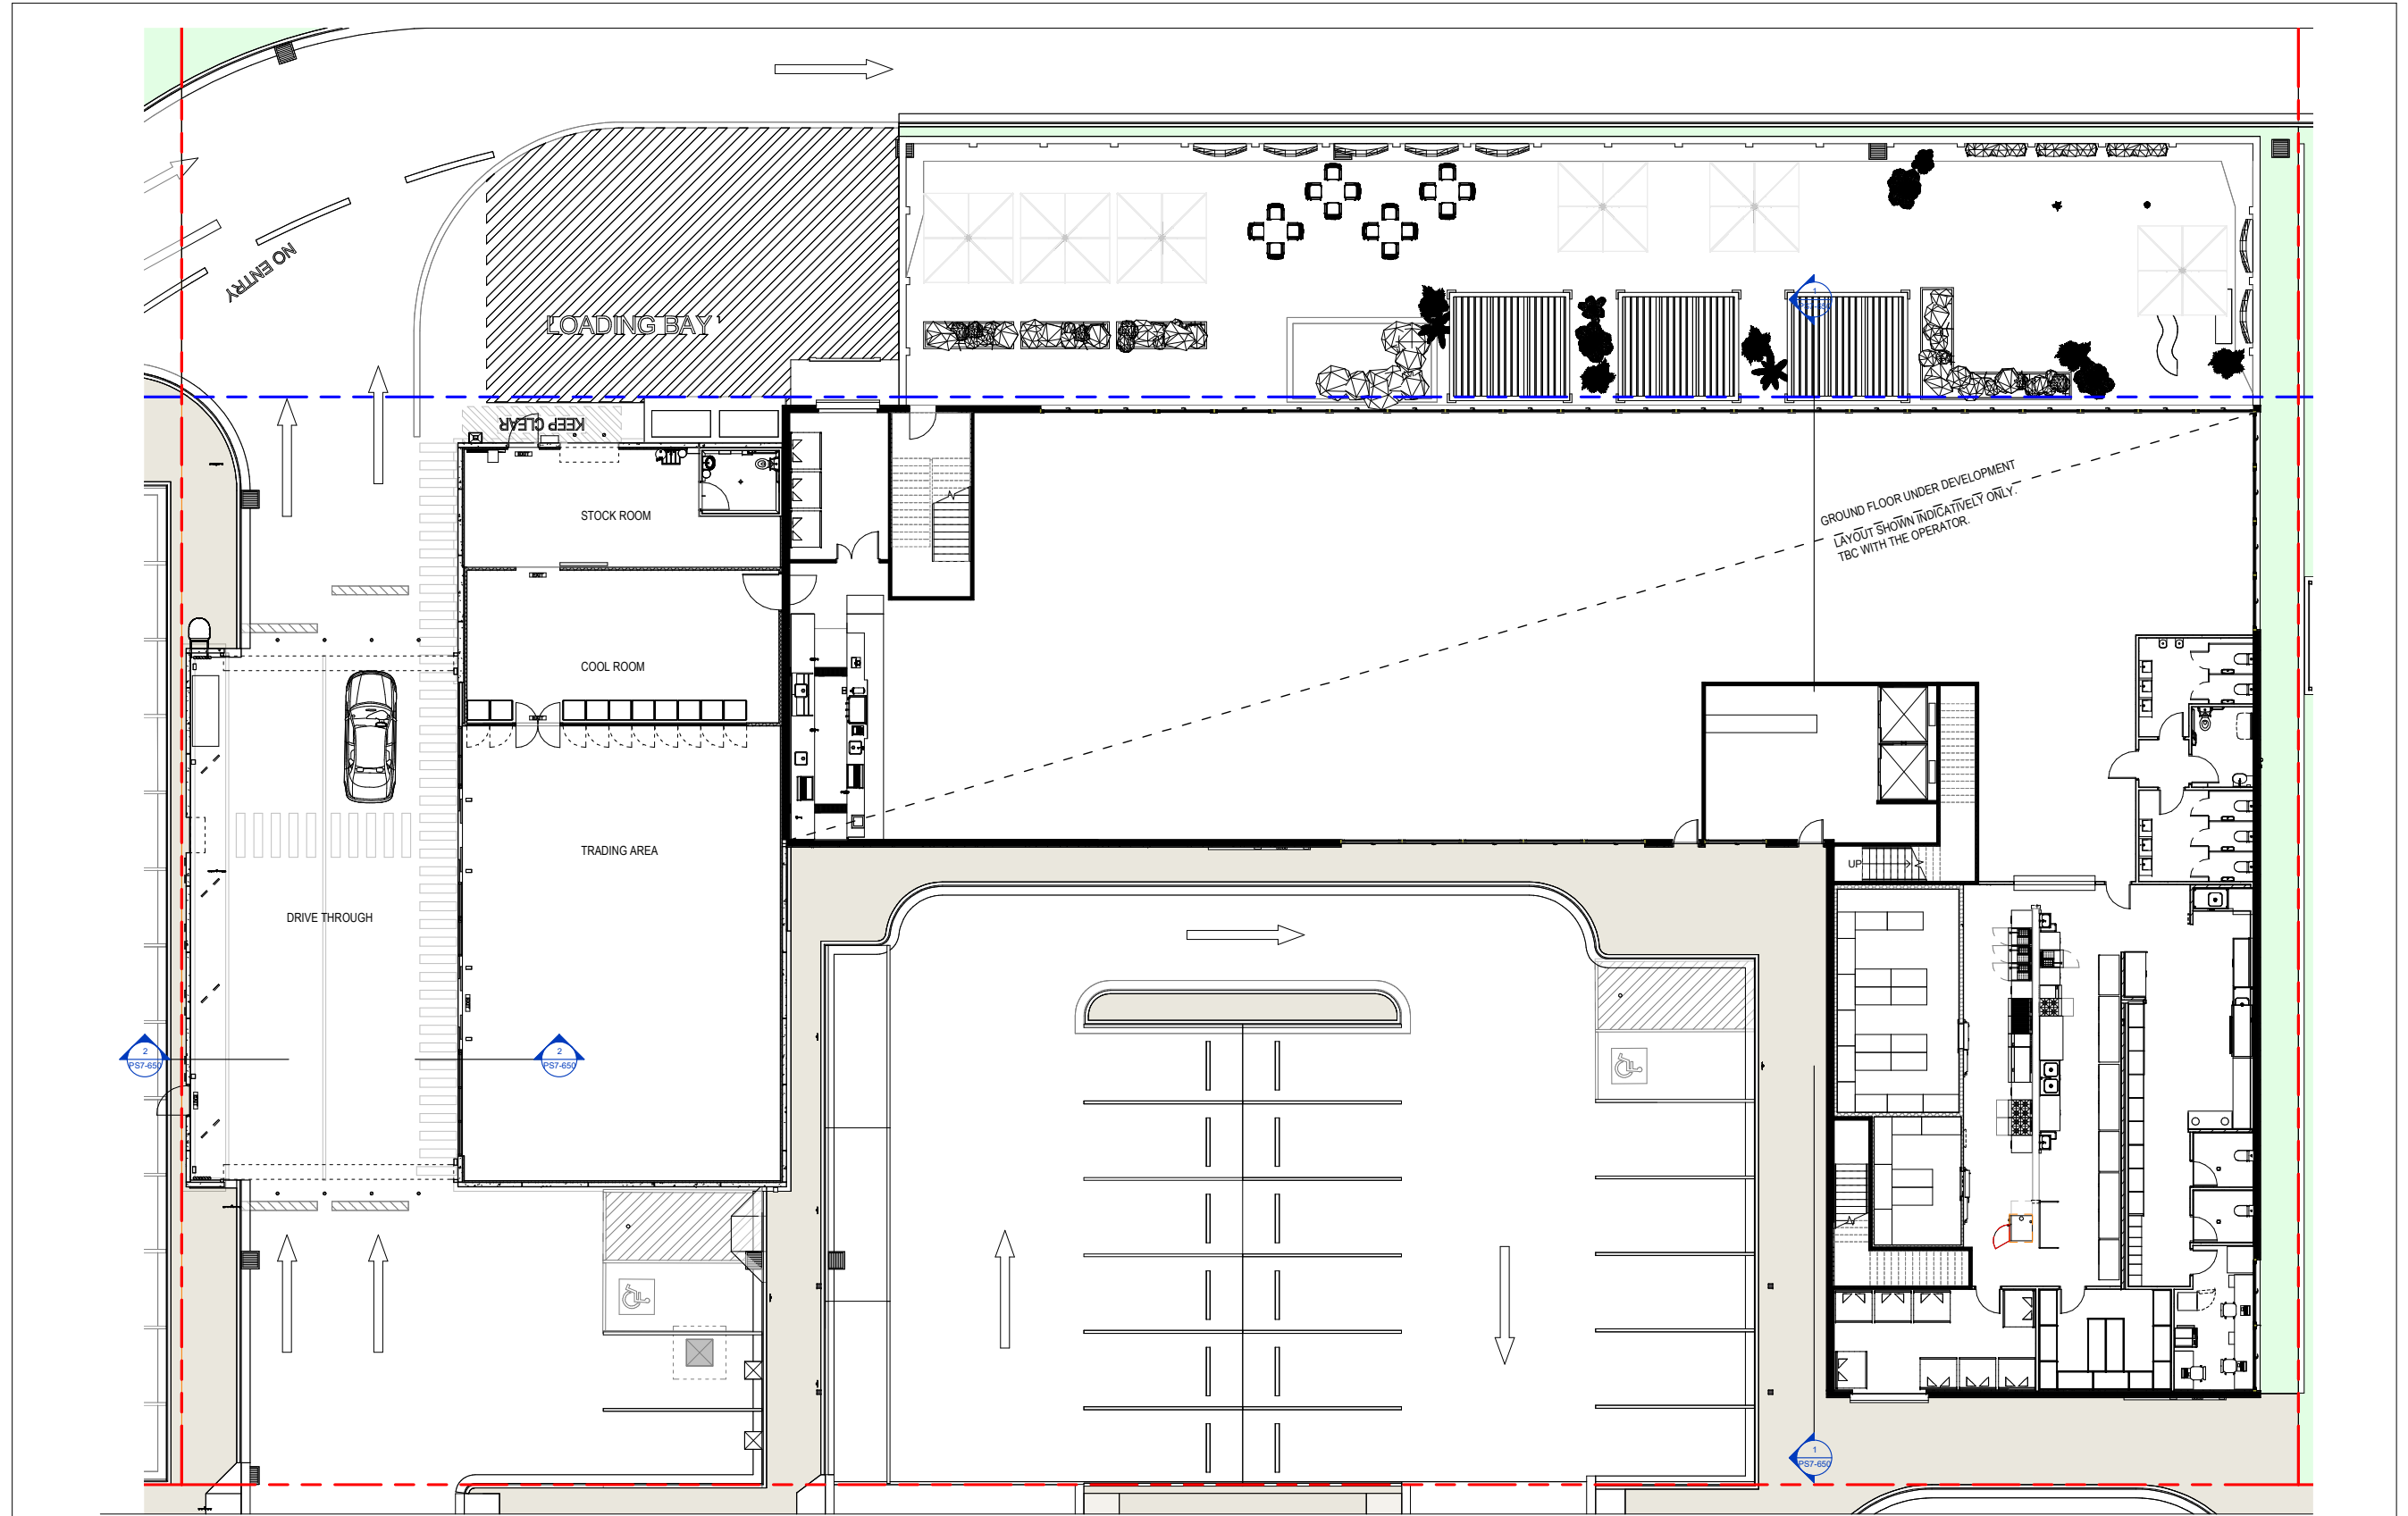 NO ENTRY
LOADING BAY
1
KEEP CLEAR
STOCK ROOM
GROUND FLOOR UNDER DEVELOPMENT
LAYOUT SHOWN INDICATIVELY ONLY.
TBC WITH THE OPERATOR.
COOL ROOM
TRADING AREA
UP
DRIVE THROUGH
2
PS7-650
2
PS7-650
1
PS7-650